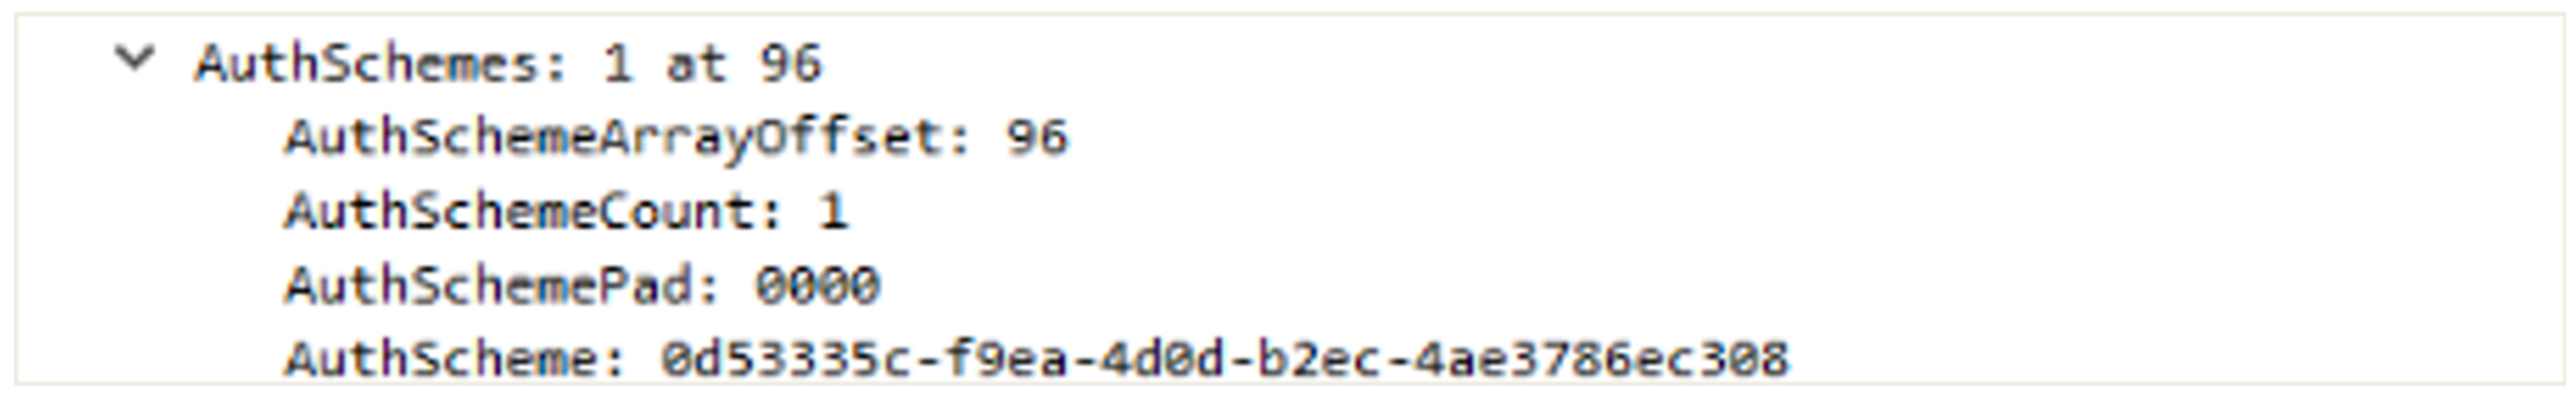 AuthSchemes: 1 at 96
AuthSchemeArrayOffset: 96
AuthSchemeCount: 1
AuthSchemePad: 0000
AuthScheme: 0d53335c-f9ea-4d0d-b2ec-4ae3786ec308